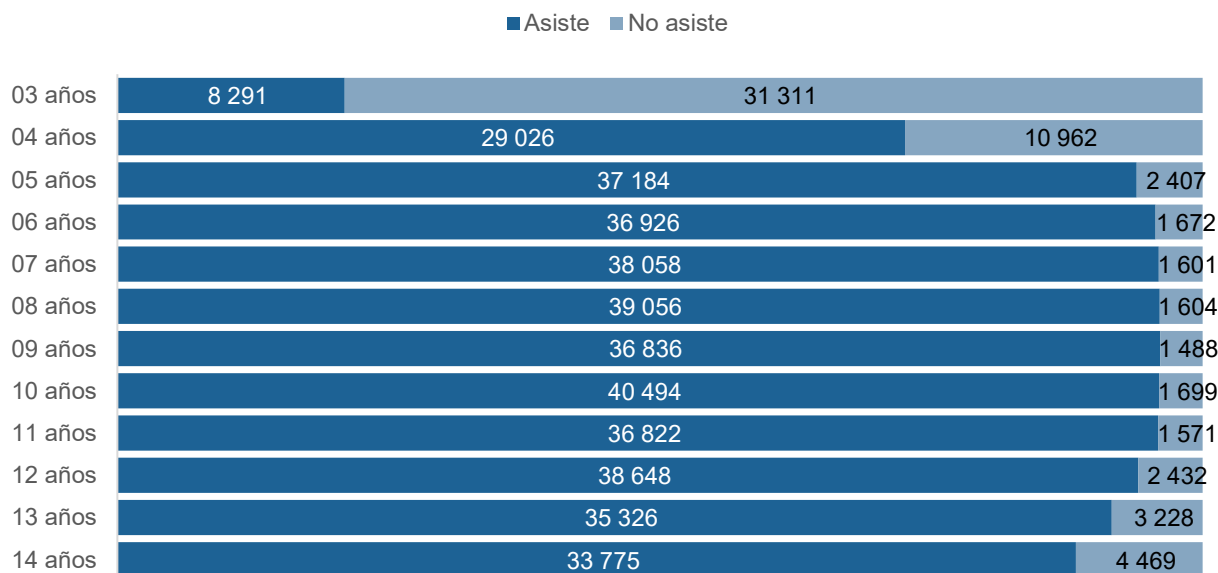 Asiste No asiste
03 años 8 291 31 311
04 años 29 026 10 962
05 años 37 184 2 407
06 años 36 926 1 672
07 años 38 058 1 601
08 años 39 056 1 604
09 años 36 836 1 488
10 años 40 494 1 699
11 años 36 822 1 571
12 años 38 648 2 432
13 años 35 326 3 228
14 años 33 775 4 469